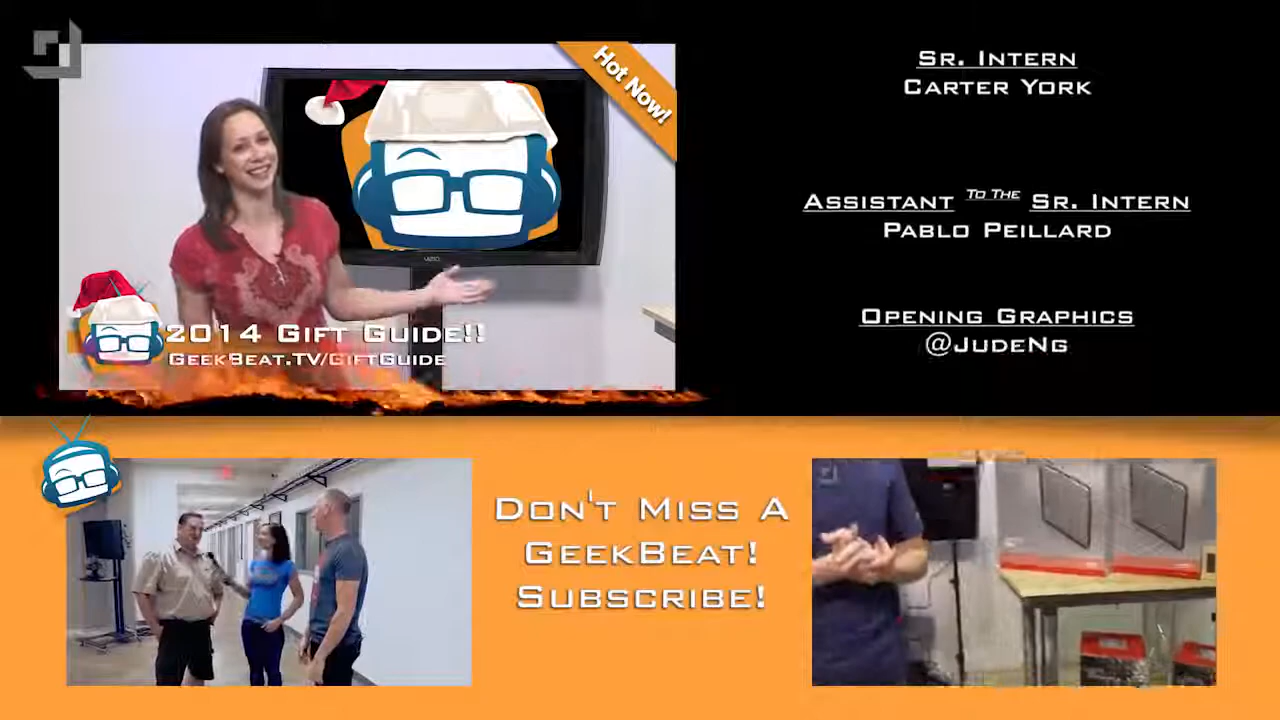 Hot Now!
VIZIO
2014 Gift Guide!!
GeekBeat.TV/GiftGuide
Sr. Intern
Carter York
Assistant To The Sr. Intern
Pablo Peillard
Opening Graphics
@JudeNg
Don't Miss A
GeekBeat!
Subscribe!